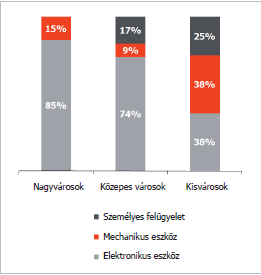 17%
25%
15%
9%
38%
85%
74%
38%
Nagyvárosok Közepes városok Kisvárosok
Személyes felügyelet
Mechanikus eszköz
Elektronikus eszköz